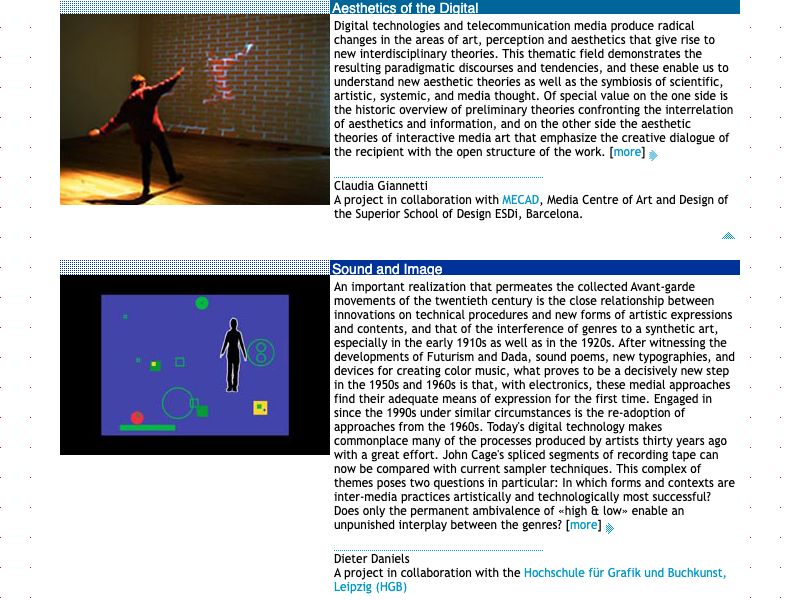 Aesthetics of the Digital
Digital technologies and telecommunication media produce radical
changes in the areas of art, perception and aesthetics that give rise to
new interdisciplinary theories. This thematic field demonstrates the
resulting paradigmatic discourses and tendencies, and these enable us to
understand new aesthetic theories as well as the symbiosis of scientific,
artistic, systemic, and media thought. Of special value on the one side is
the historic overview of preliminary theories confronting the interrelation
of aesthetics and information, and on the other side the aesthetic
theories of interactive media art that emphasize the creative dialogue of
the recipient with the open structure of the work. [more]
Claudia Giannetti
A project in collaboration with MECAD, Media Centre of Art and Design of
the Superior School of Design ESDi, Barcelona.
Sound and Image
An important realization that permeates the collected Avant-garde
movements of the twentieth century is the close relationship between
innovations on technical procedures and new forms of artistic expressions
and contents, and that of the interference of genres to a synthetic art,
especially in the early 1910s as well as in the 1920s. After witnessing the
developments of Futurism and Dada, sound poems, new typographies, and
devices for creating color music, what proves to be a decisively new step
in the 1950s and 1960s is that, with electronics, these medial approaches
find their adequate means of expression for the first time. Engaged in
since the 1990s under similar circumstances is the re-adoption of
approaches from the 1960s. Today's digital technology makes
commonplace many of the processes produced by artists thirty years ago
with a great effort. John Cage's spliced segments of recording tape can
now be compared with current sampler techniques. This complex of
themes poses two questions in particular: In which forms and contexts are
inter-media practices artistically and technologically most successful?
Does only the permanent ambivalence of «high & low» enable an
unpunished interplay between the genres? [more]
Dieter Daniels
A project in collaboration with the Hochschule für Grafik und Buchkunst,
Leipzig (HGB)